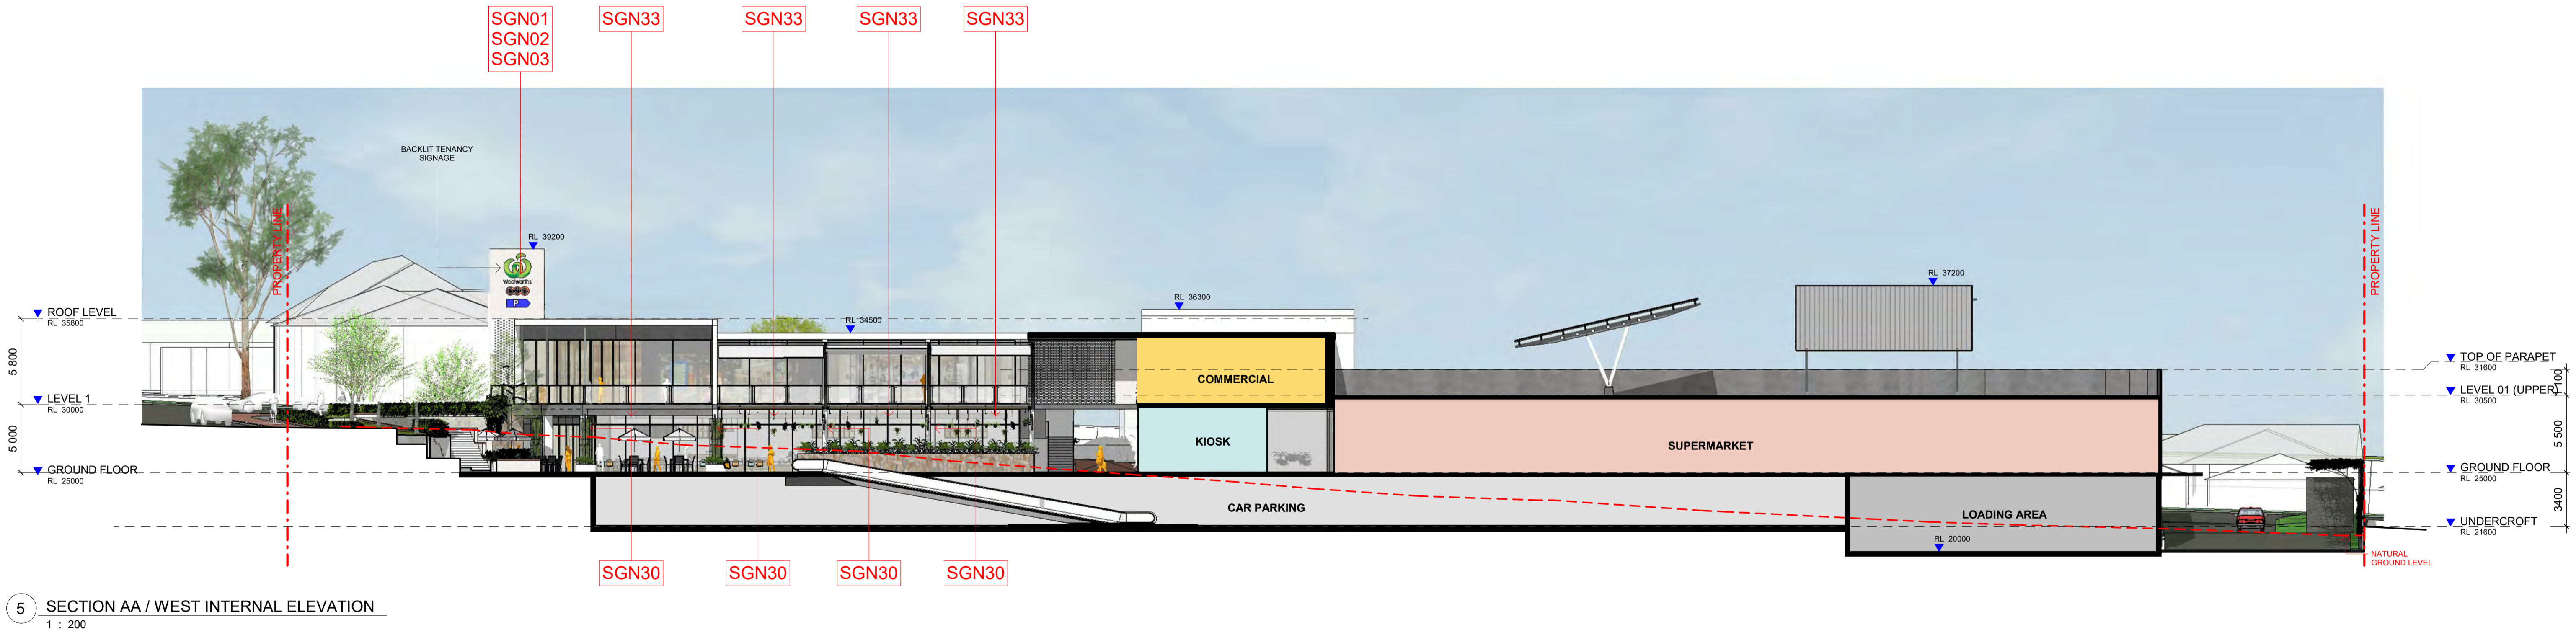 SGN01
SGN02
SGN03
SGN33
SGN33
SGN33
SGN33
BACKLIT TENANCY
SIGNAGE
PROPERTY LINE
PROPERTY LINE
RL 39200
Woolworths
P
RL 37200
RL 36300
RL 34500
ROOF LEVEL
RL 35800
5 800
LEVEL 1
RL 30000
5 000
GROUND FLOOR
RL 25000
COMMERCIAL
KIOSK
SUPERMARKET
CAR PARKING
LOADING AREA
RL 20000
TOP OF PARAPET
RL 31600
1100
LEVEL 01 (UPPER)
RL 30500
5 500
GROUND FLOOR
RL 25000
3400
UNDERCROFT
RL 21600
NATURAL
GROUND LEVEL
SGN30
SGN30
SGN30
SGN30
5
SECTION AA / WEST INTERNAL ELEVATION
1 : 200